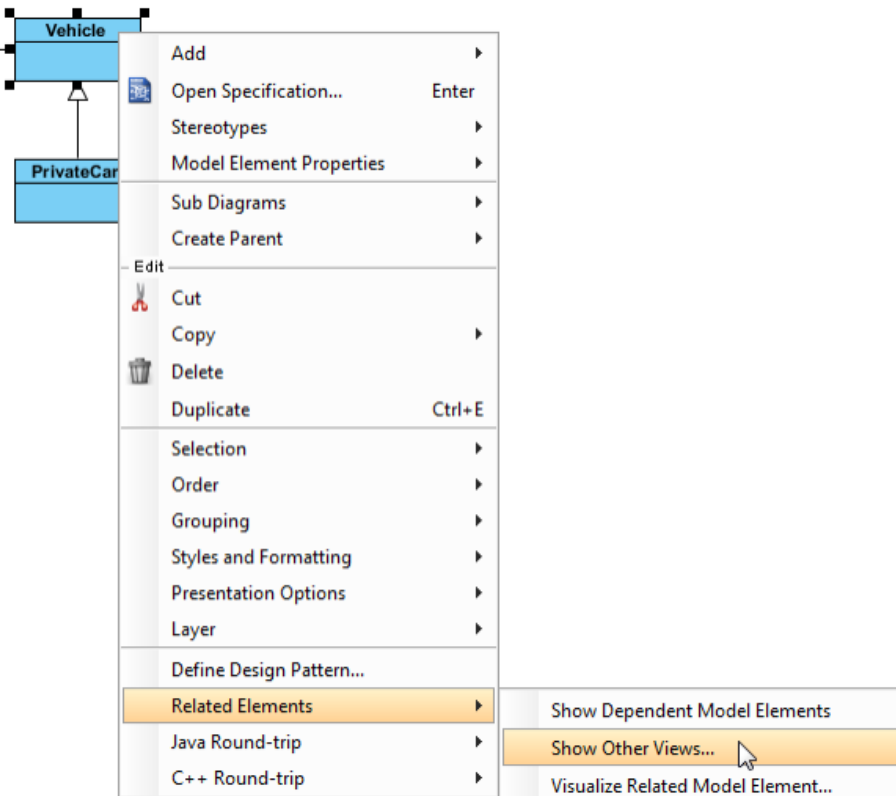 Vehicle
Add
Open Specification... Enter
Stereotypes
Model Element Properties
PrivateCar
Sub Diagrams
Create Parent
Edit
Cut
Copy
Delete
Duplicate Ctrl+E
Selection
Order
Grouping
Styles and Formatting
Presentation Options
Layer
Define Design Pattern...
Related Elements
Show Dependent Model Elements
Java Round-trip
Show Other Views...
C++ Round-trip
Visualize Related Model Element...